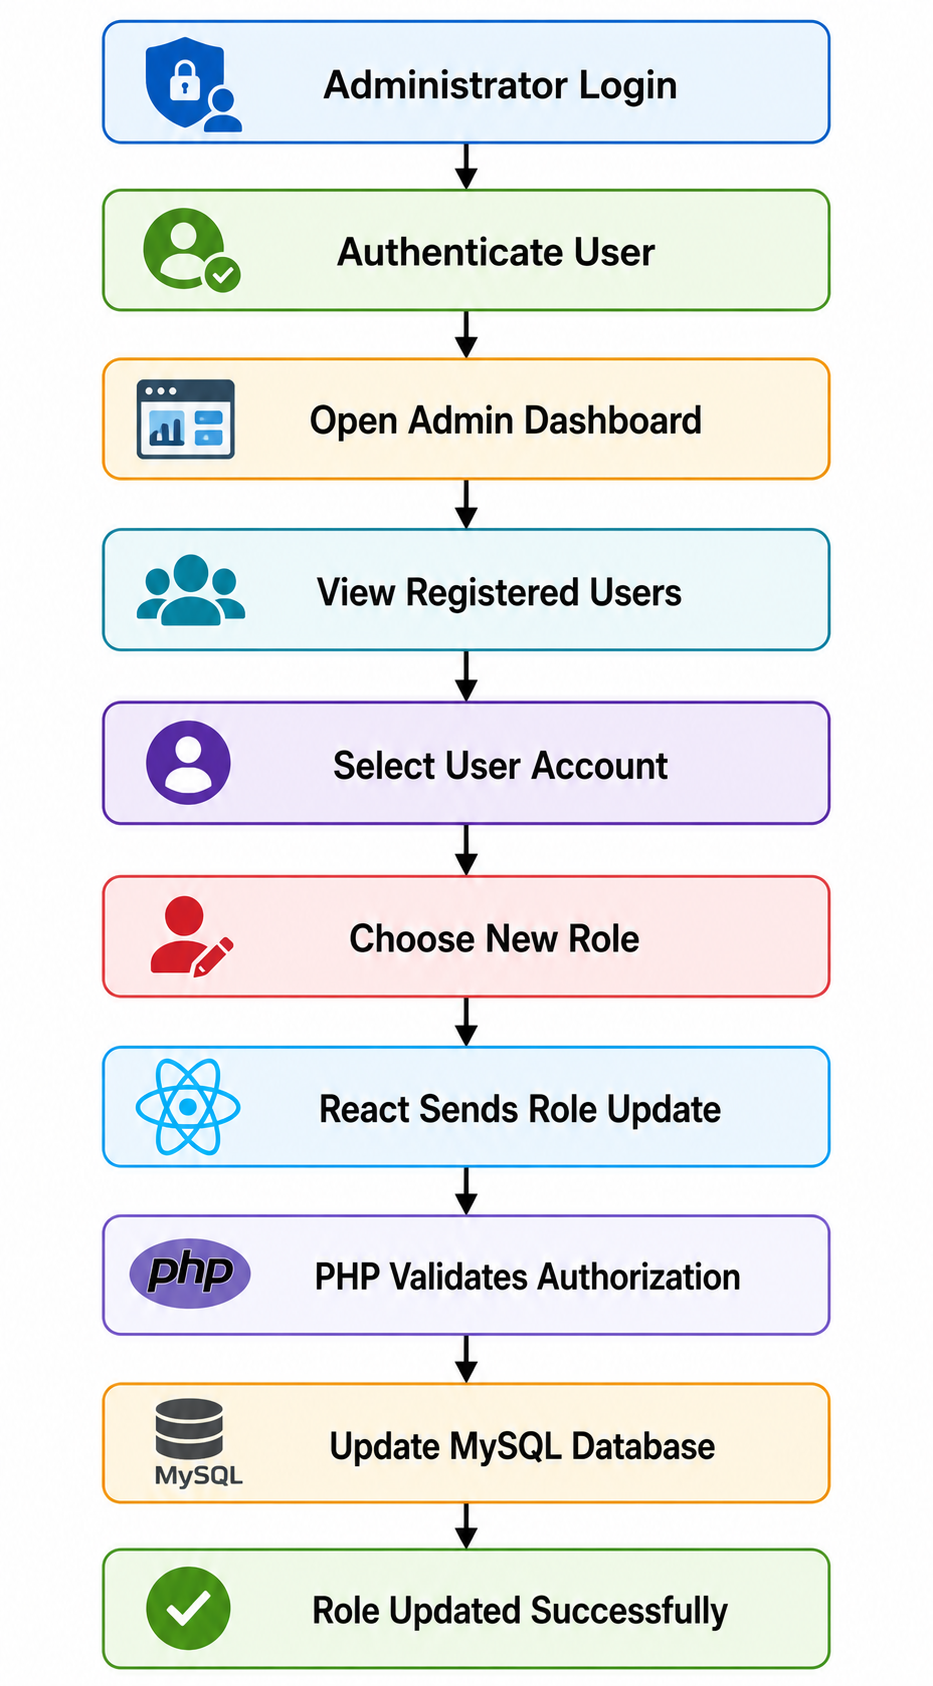 Administrator Login
Authenticate User
Open Admin Dashboard
View Registered Users
Select User Account
Choose New Role
React Sends Role Update
php
PHP Validates Authorization
MySQL
Update MySQL Database
Role Updated Successfully